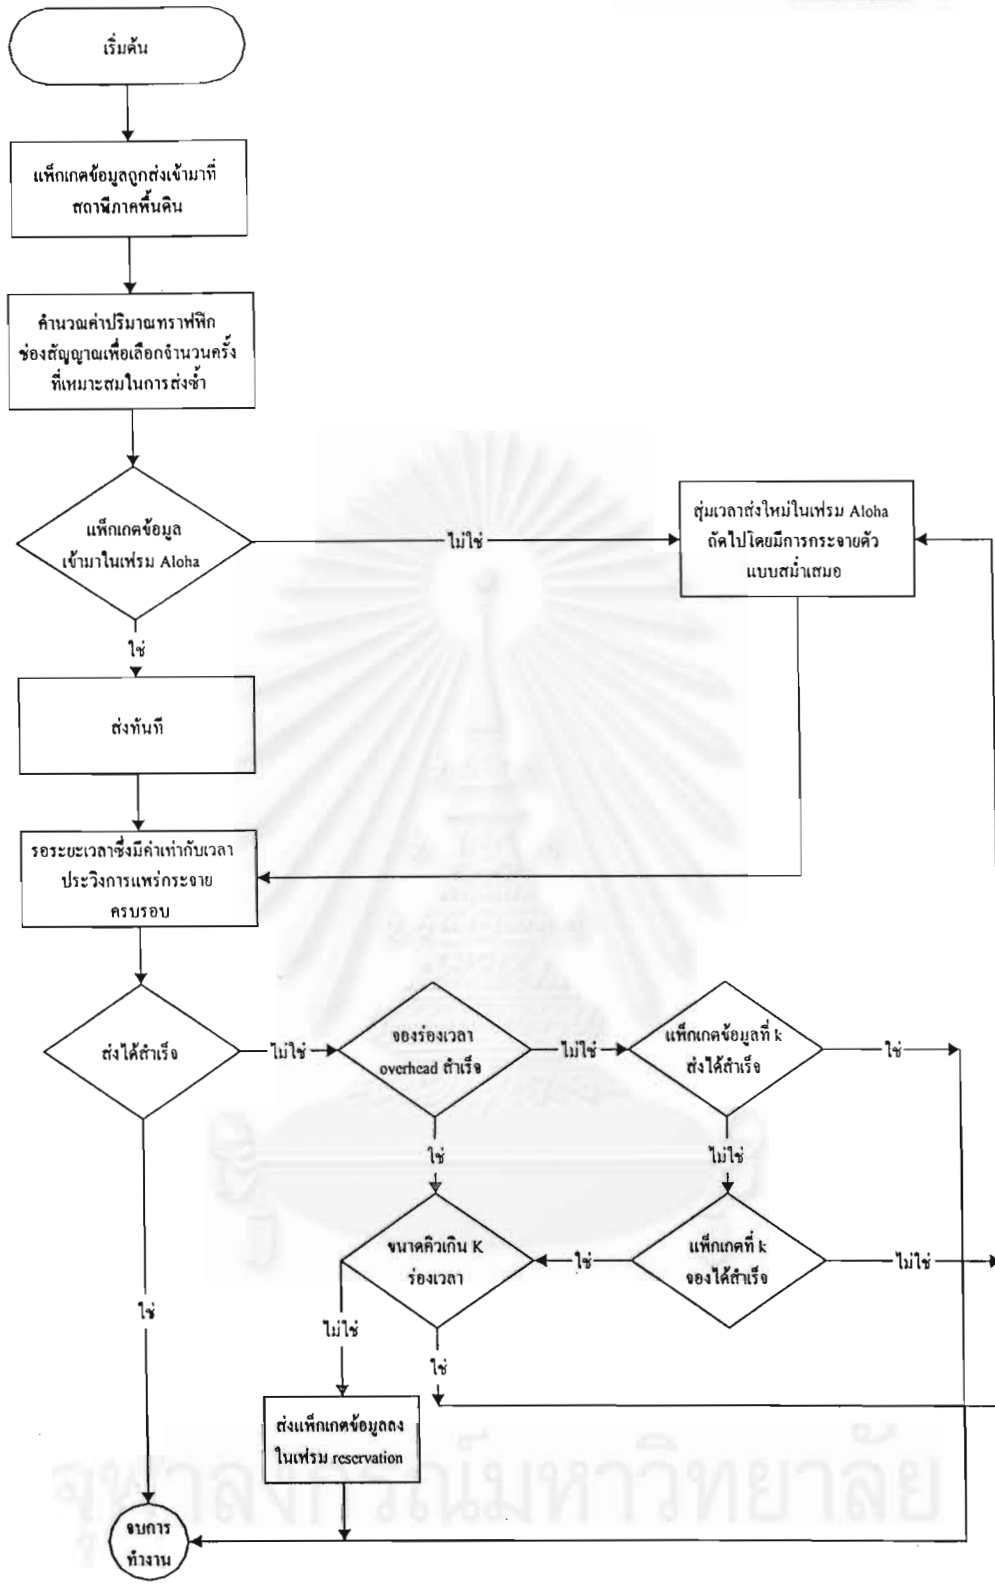 เริ่มต้น
แพ็กเกตข้อมูลถูกส่งเข้ามาที่
สถานีภาคพื้นดิน
คำนวณค่าปริมาณทราฟฟิก
ช่องสัญญาณเพื่อเลือกจำนวนครั้ง
ที่เหมาะสมในการส่งซ้ำ
แพ็กเกตข้อมูล
เข้ามาในเฟรม Aloha
ไม่ใช่
สุ่มเวลาส่งใหม่ในเฟรม Aloha
ถัดไปโดยมีการกระจายตัว
แบบสม่ำเสมอ
ใช่
ส่งทันที
รอระยะเวลาซึ่งมีค่าเท่ากับเวลา
ประวิงการแพร่กระจาย
ครบรอบ
ส่งได้สำเร็จ
ไม่ใช่
จองร่องเวลา
overhead สำเร็จ
ไม่ใช่
แพ็กเกตข้อมูลที่ k
ส่งได้สำเร็จ
ใช่
ใช่
ไม่ใช่
ขนาดคิวเกิน K
ร่องเวลา
ใช่
แพ็กเกตที่ k
จองได้สำเร็จ
ไม่ใช่
ใช่
ไม่ใช่
ใช่
ส่งแพ็กเกตข้อมูลลง
ในเฟรม reservation
จบการ
ทำงาน
จุฬาลงกรณ์มหาวิทยาลัย